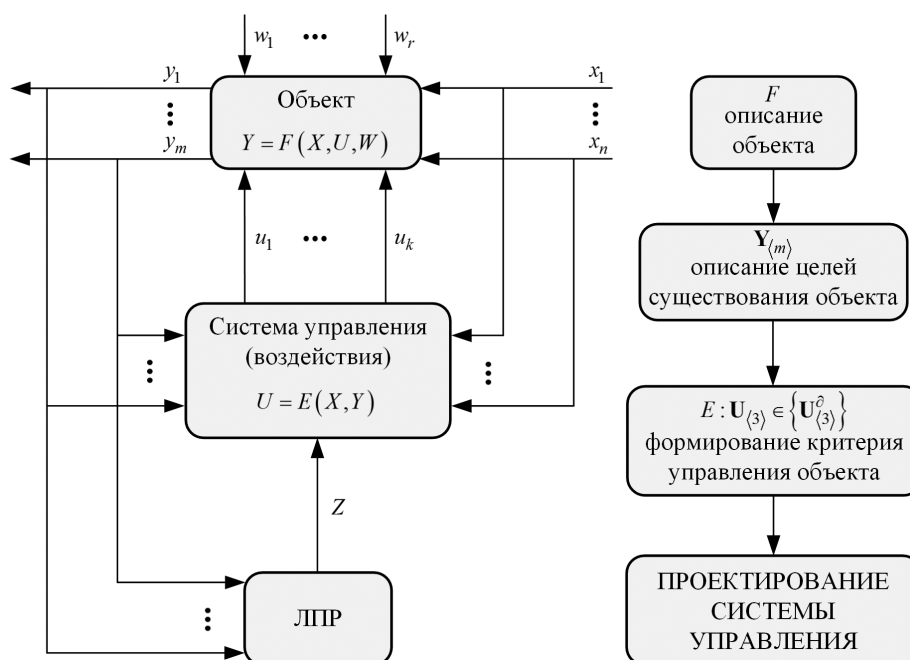 w₁ ••• wᵣ
y₁
yₘ
Объект
Y = F(X,U,W)
x₁
xₙ
u₁ ••• uₖ
Система управления
(воздействия)
U = E(X,Y)
Z
ЛПР
F
описание
объекта
Y⟨m⟩
описание целей
существования объекта
E : U⟨3⟩ ∈ {U⟨3⟩^∂}
формирование критерия
управления объекта
ПРОЕКТИРОВАНИЕ
СИСТЕМЫ
УПРАВЛЕНИЯ